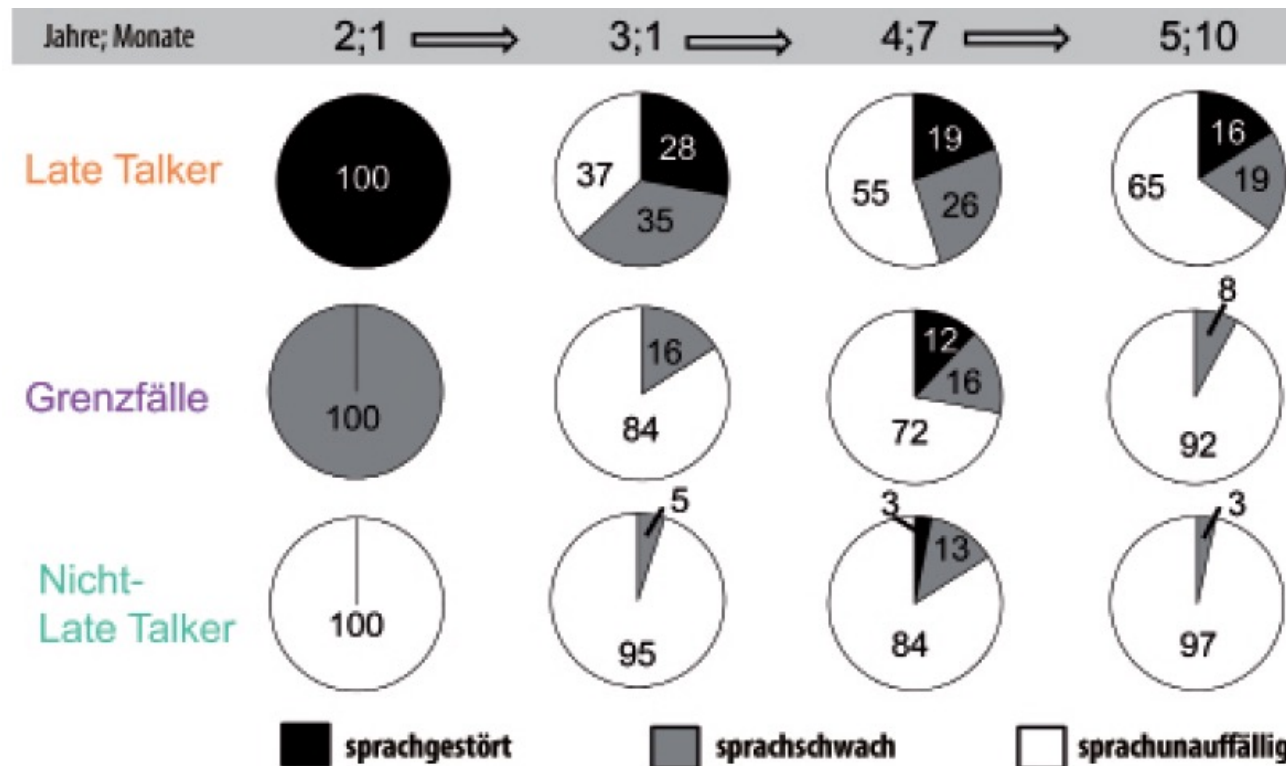 Jahre; Monate 2;1 3;1 4;7 5;10
Late Talker 100 28 35 37 19 26 55 16 19 65
Grenzfälle 100 16 84 12 16 72 8 92
Nicht-
Late Talker 100 5 95 3 13 84 3 97
sprachgestört sprachschwach sprachunauffällig